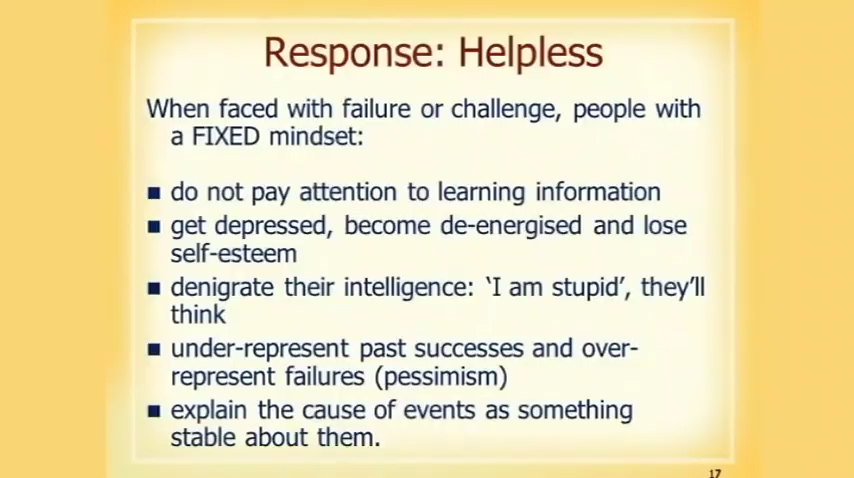 Response: Helpless
When faced with failure or challenge, people with
a FIXED mindset:
■ do not pay attention to learning information
■ get depressed, become de-energised and lose
self-esteem
■ denigrate their intelligence: ‘I am stupid’, they’ll
think
■ under-represent past successes and over-
represent failures (pessimism)
■ explain the cause of events as something
stable about them.
17